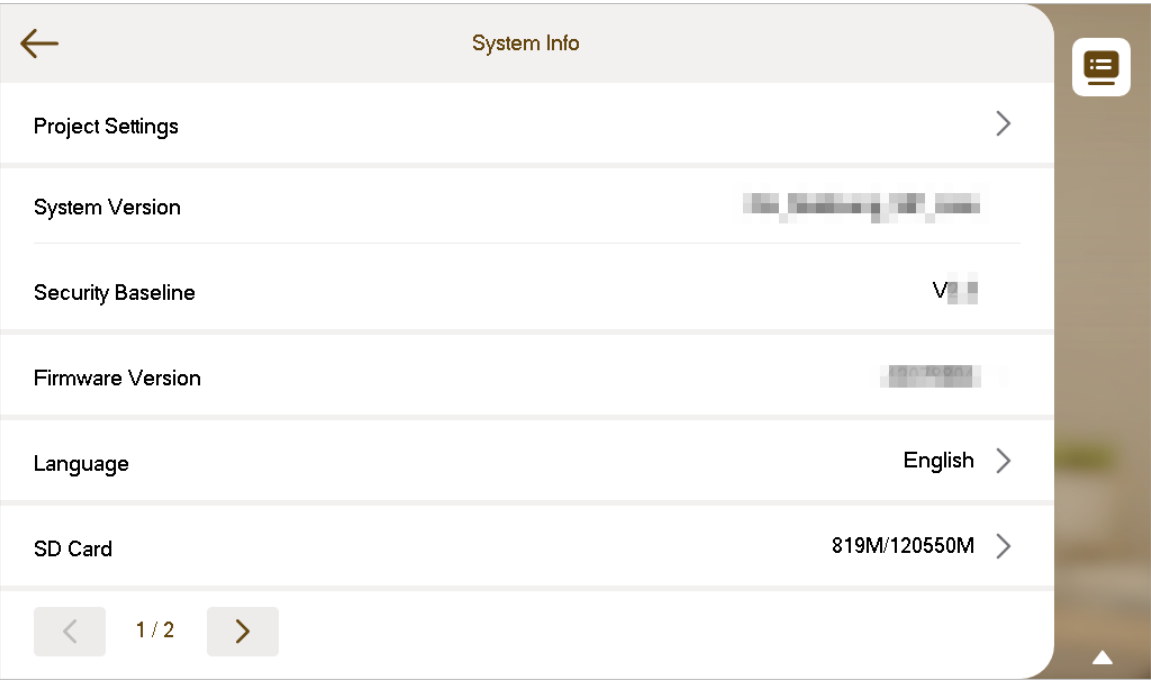 System Info
Project Settings
System Version
Security Baseline
Firmware Version
Language English
SD Card 819M/120550M
1 / 2